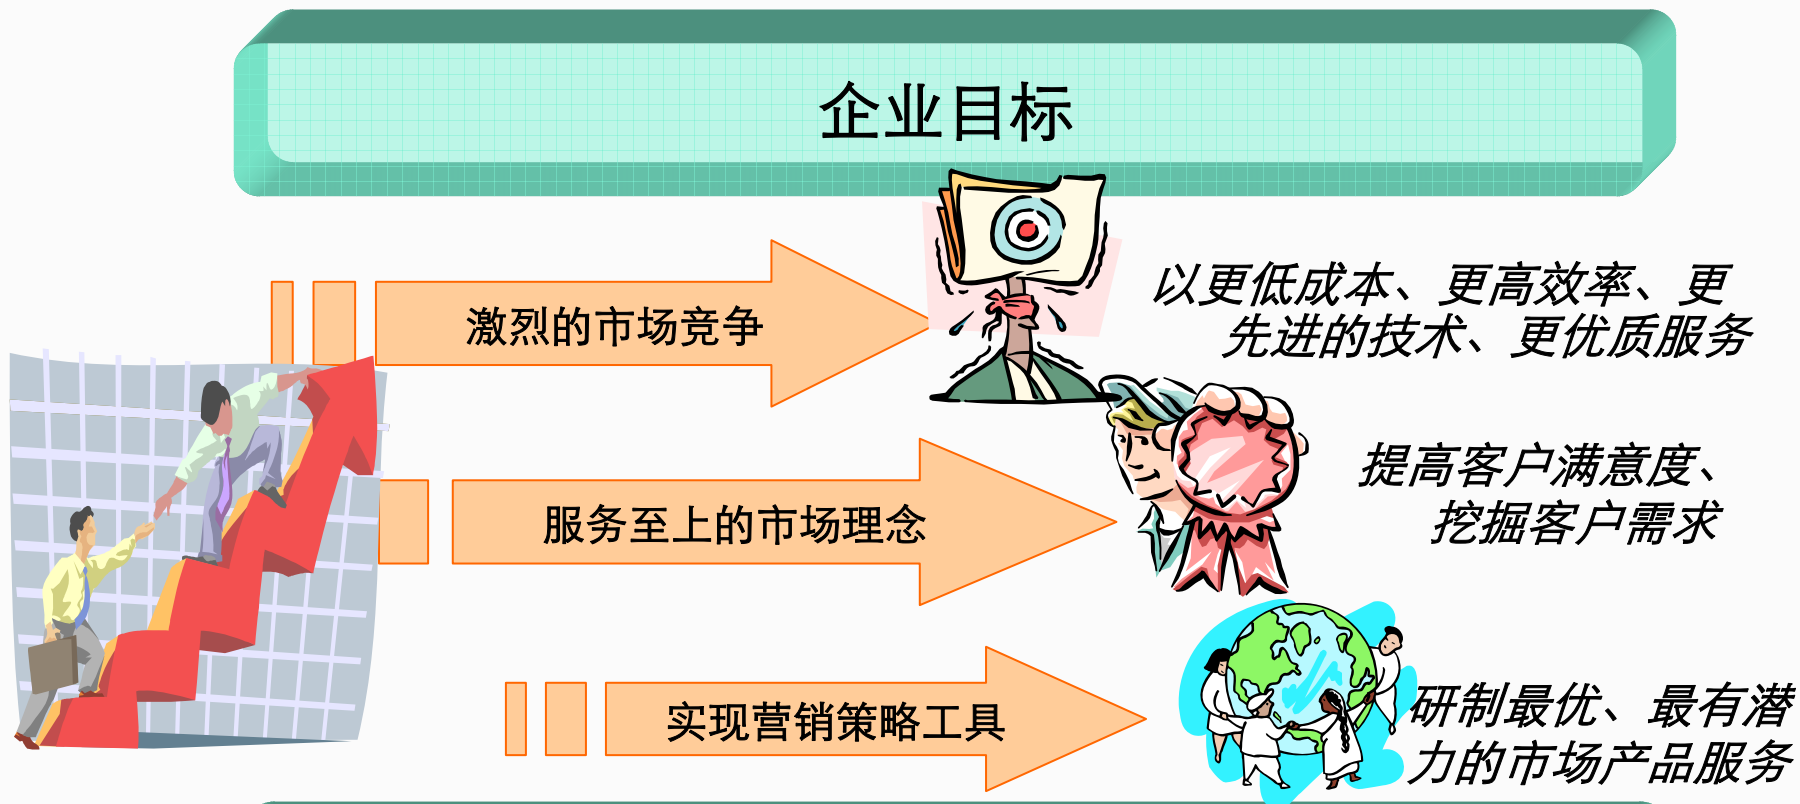 企业目标
激烈的市场竞争
以更低成本、更高效率、更
先进的技术、更优质服务
服务至上的市场理念
提高客户满意度、
挖掘客户需求
实现营销策略工具
研制最优、最有潜
力的市场产品服务